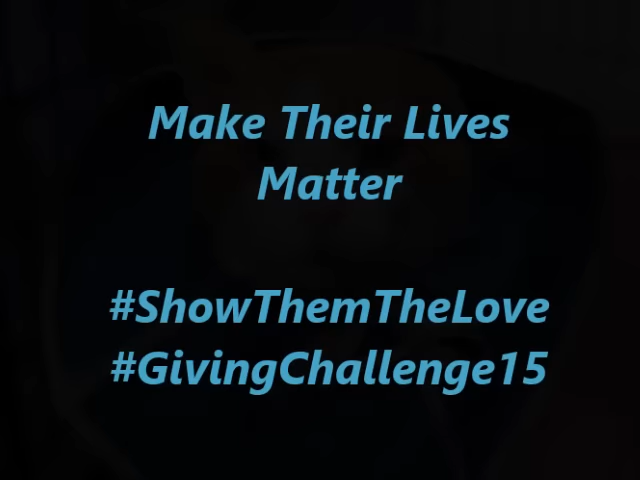 Make Their Lives
Matter
#ShowThemTheLove
#GivingChallenge15